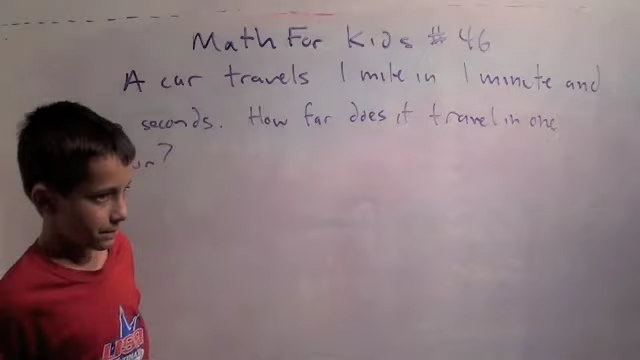 Math For Kids # 46
A car travels 1 mile in 1 minute and
seconds. How far does it travel in one
ur?
USA